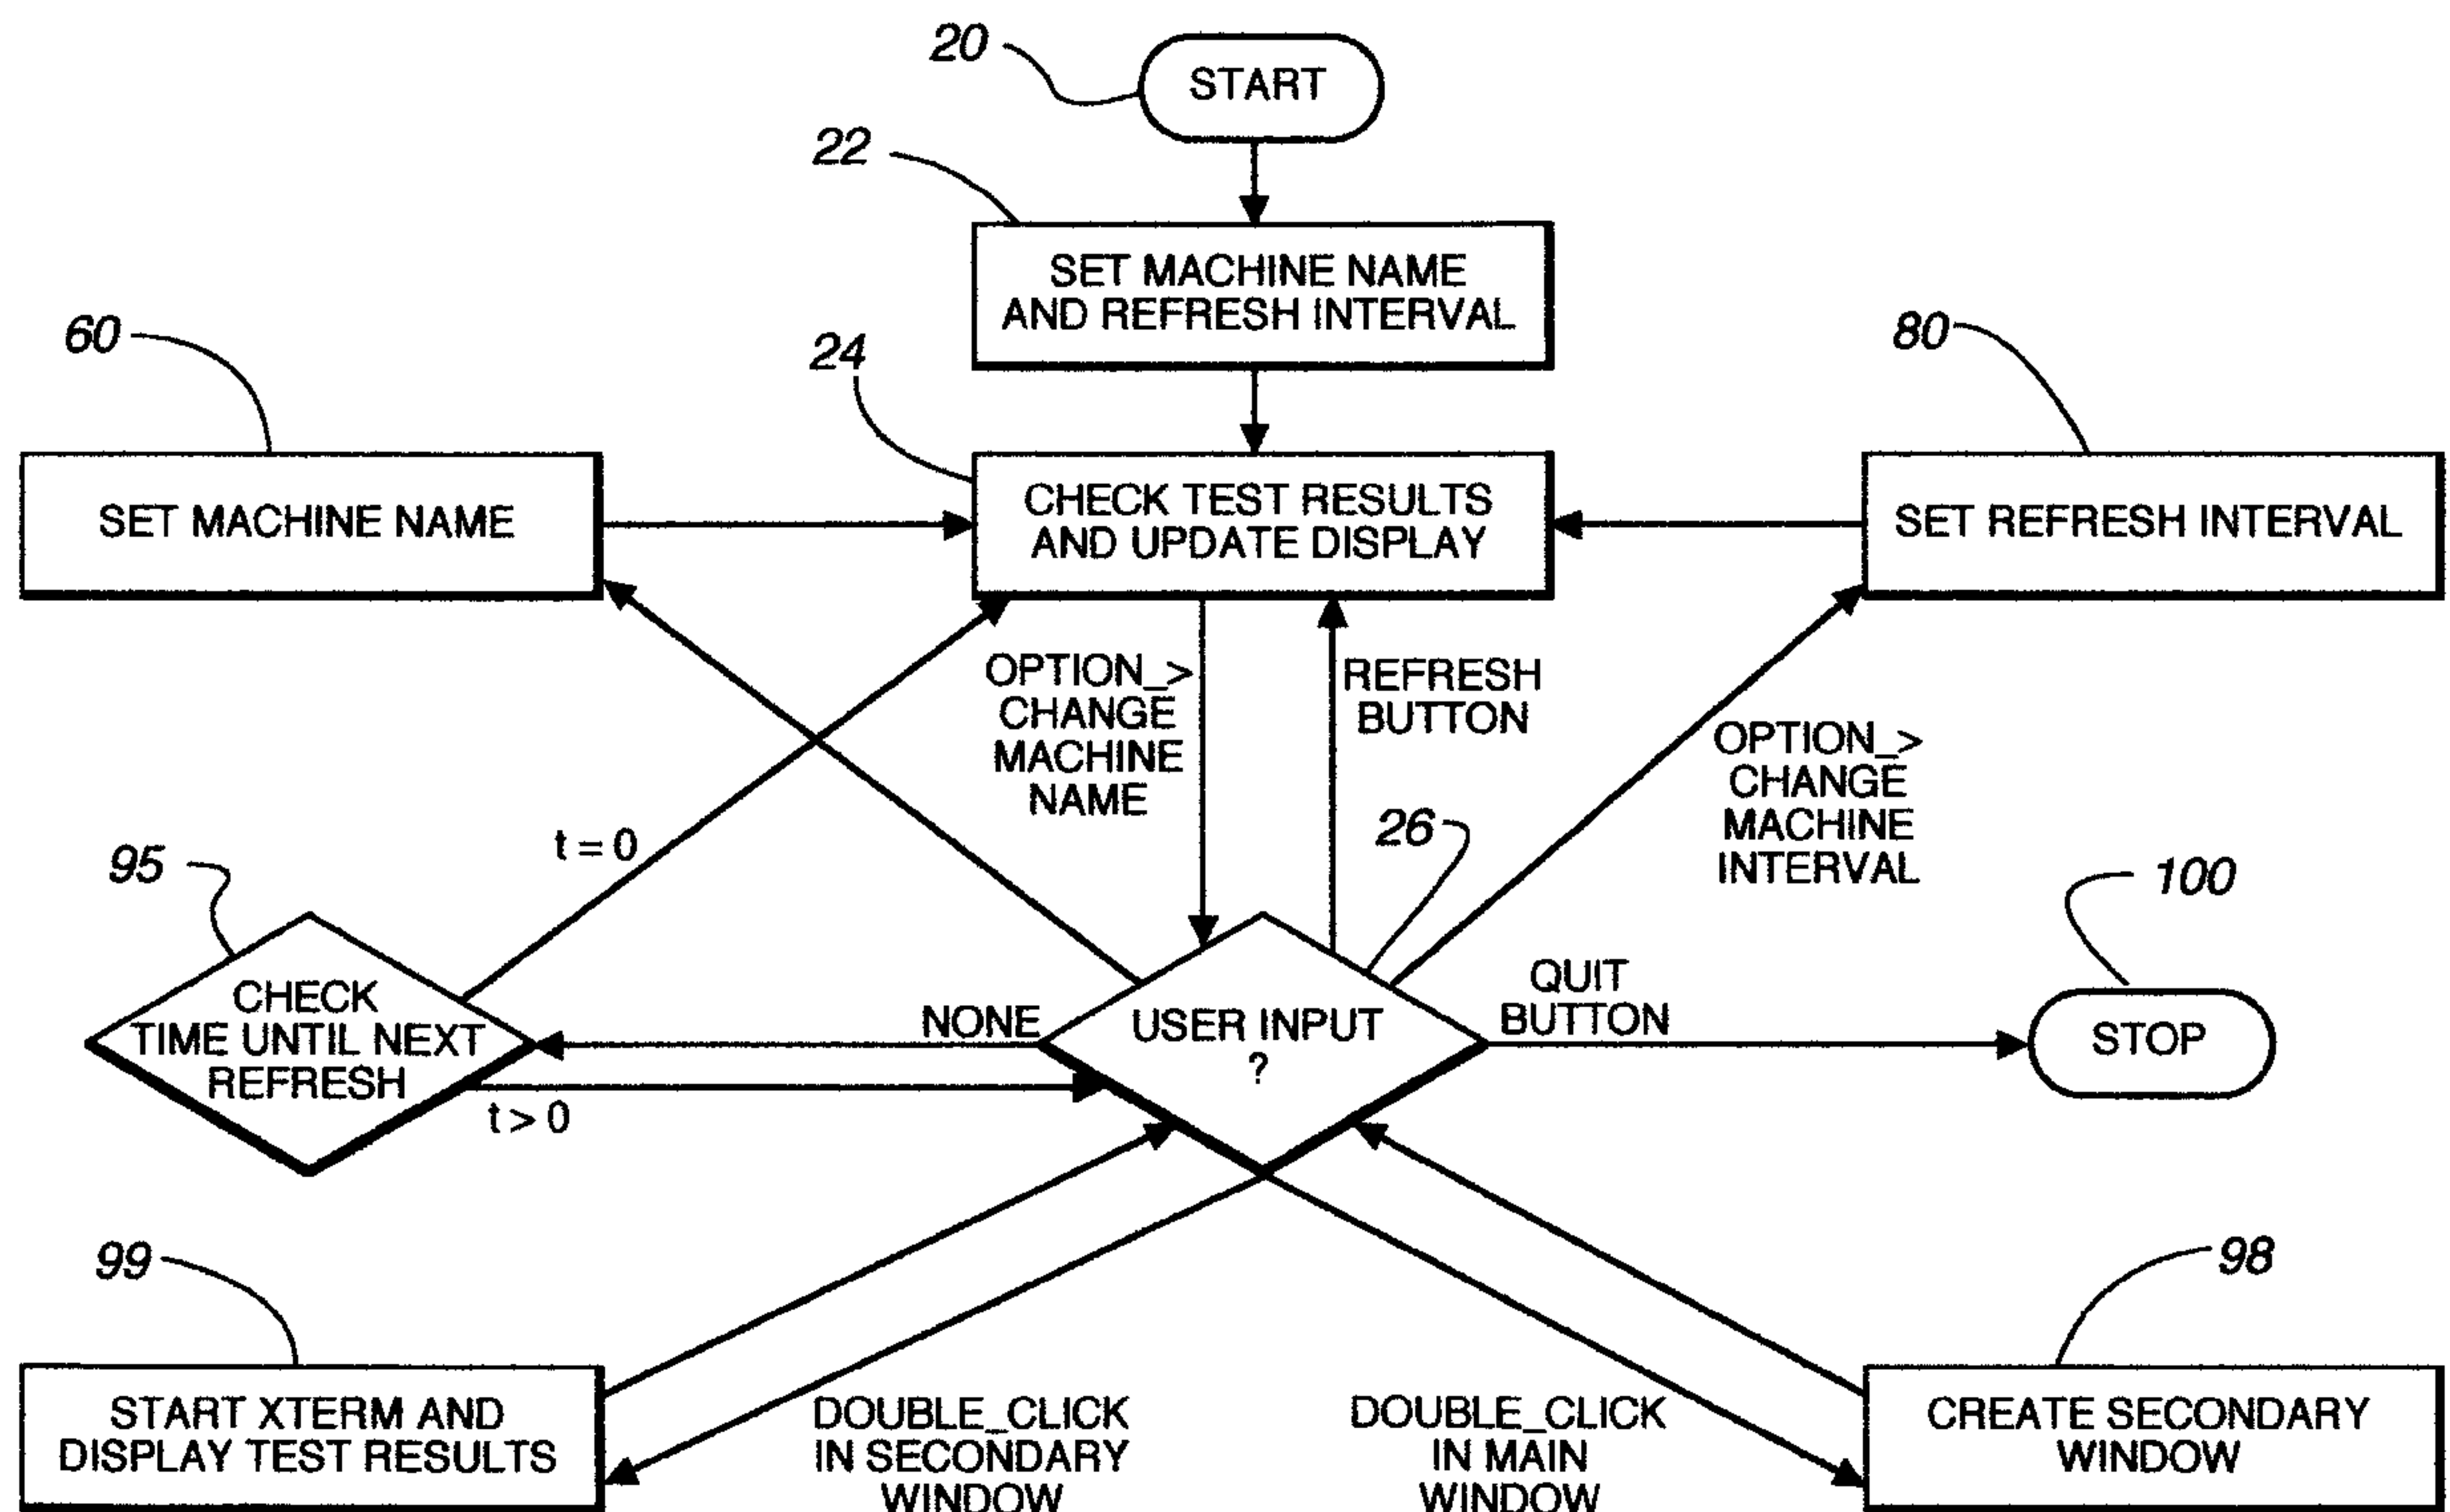 20
START
22
SET MACHINE NAME
AND REFRESH INTERVAL
60
24
80
SET MACHINE NAME
CHECK TEST RESULTS
AND UPDATE DISPLAY
SET REFRESH INTERVAL
OPTION_>
CHANGE
MACHINE
NAME
REFRESH
BUTTON
OPTION_>
CHANGE
MACHINE
INTERVAL
t = 0
26
95
100
CHECK
TIME UNTIL NEXT
REFRESH
NONE
USER INPUT
?
QUIT
BUTTON
STOP
t > 0
99
98
START XTERM AND
DISPLAY TEST RESULTS
DOUBLE_CLICK
IN SECONDARY
WINDOW
DOUBLE_CLICK
IN MAIN
WINDOW
CREATE SECONDARY
WINDOW